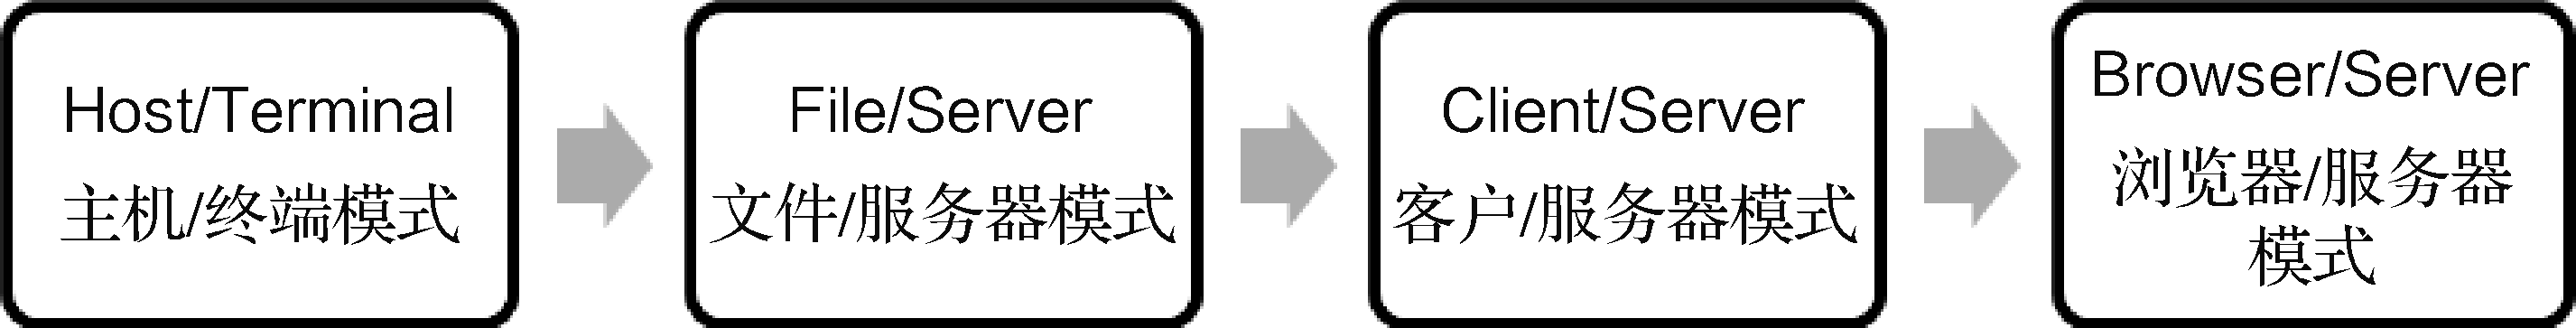 Host/Terminal
主机/终端模式
File/Server
文件/服务器模式
Client/Server
客户/服务器模式
Browser/Server
浏览器/服务器
模式